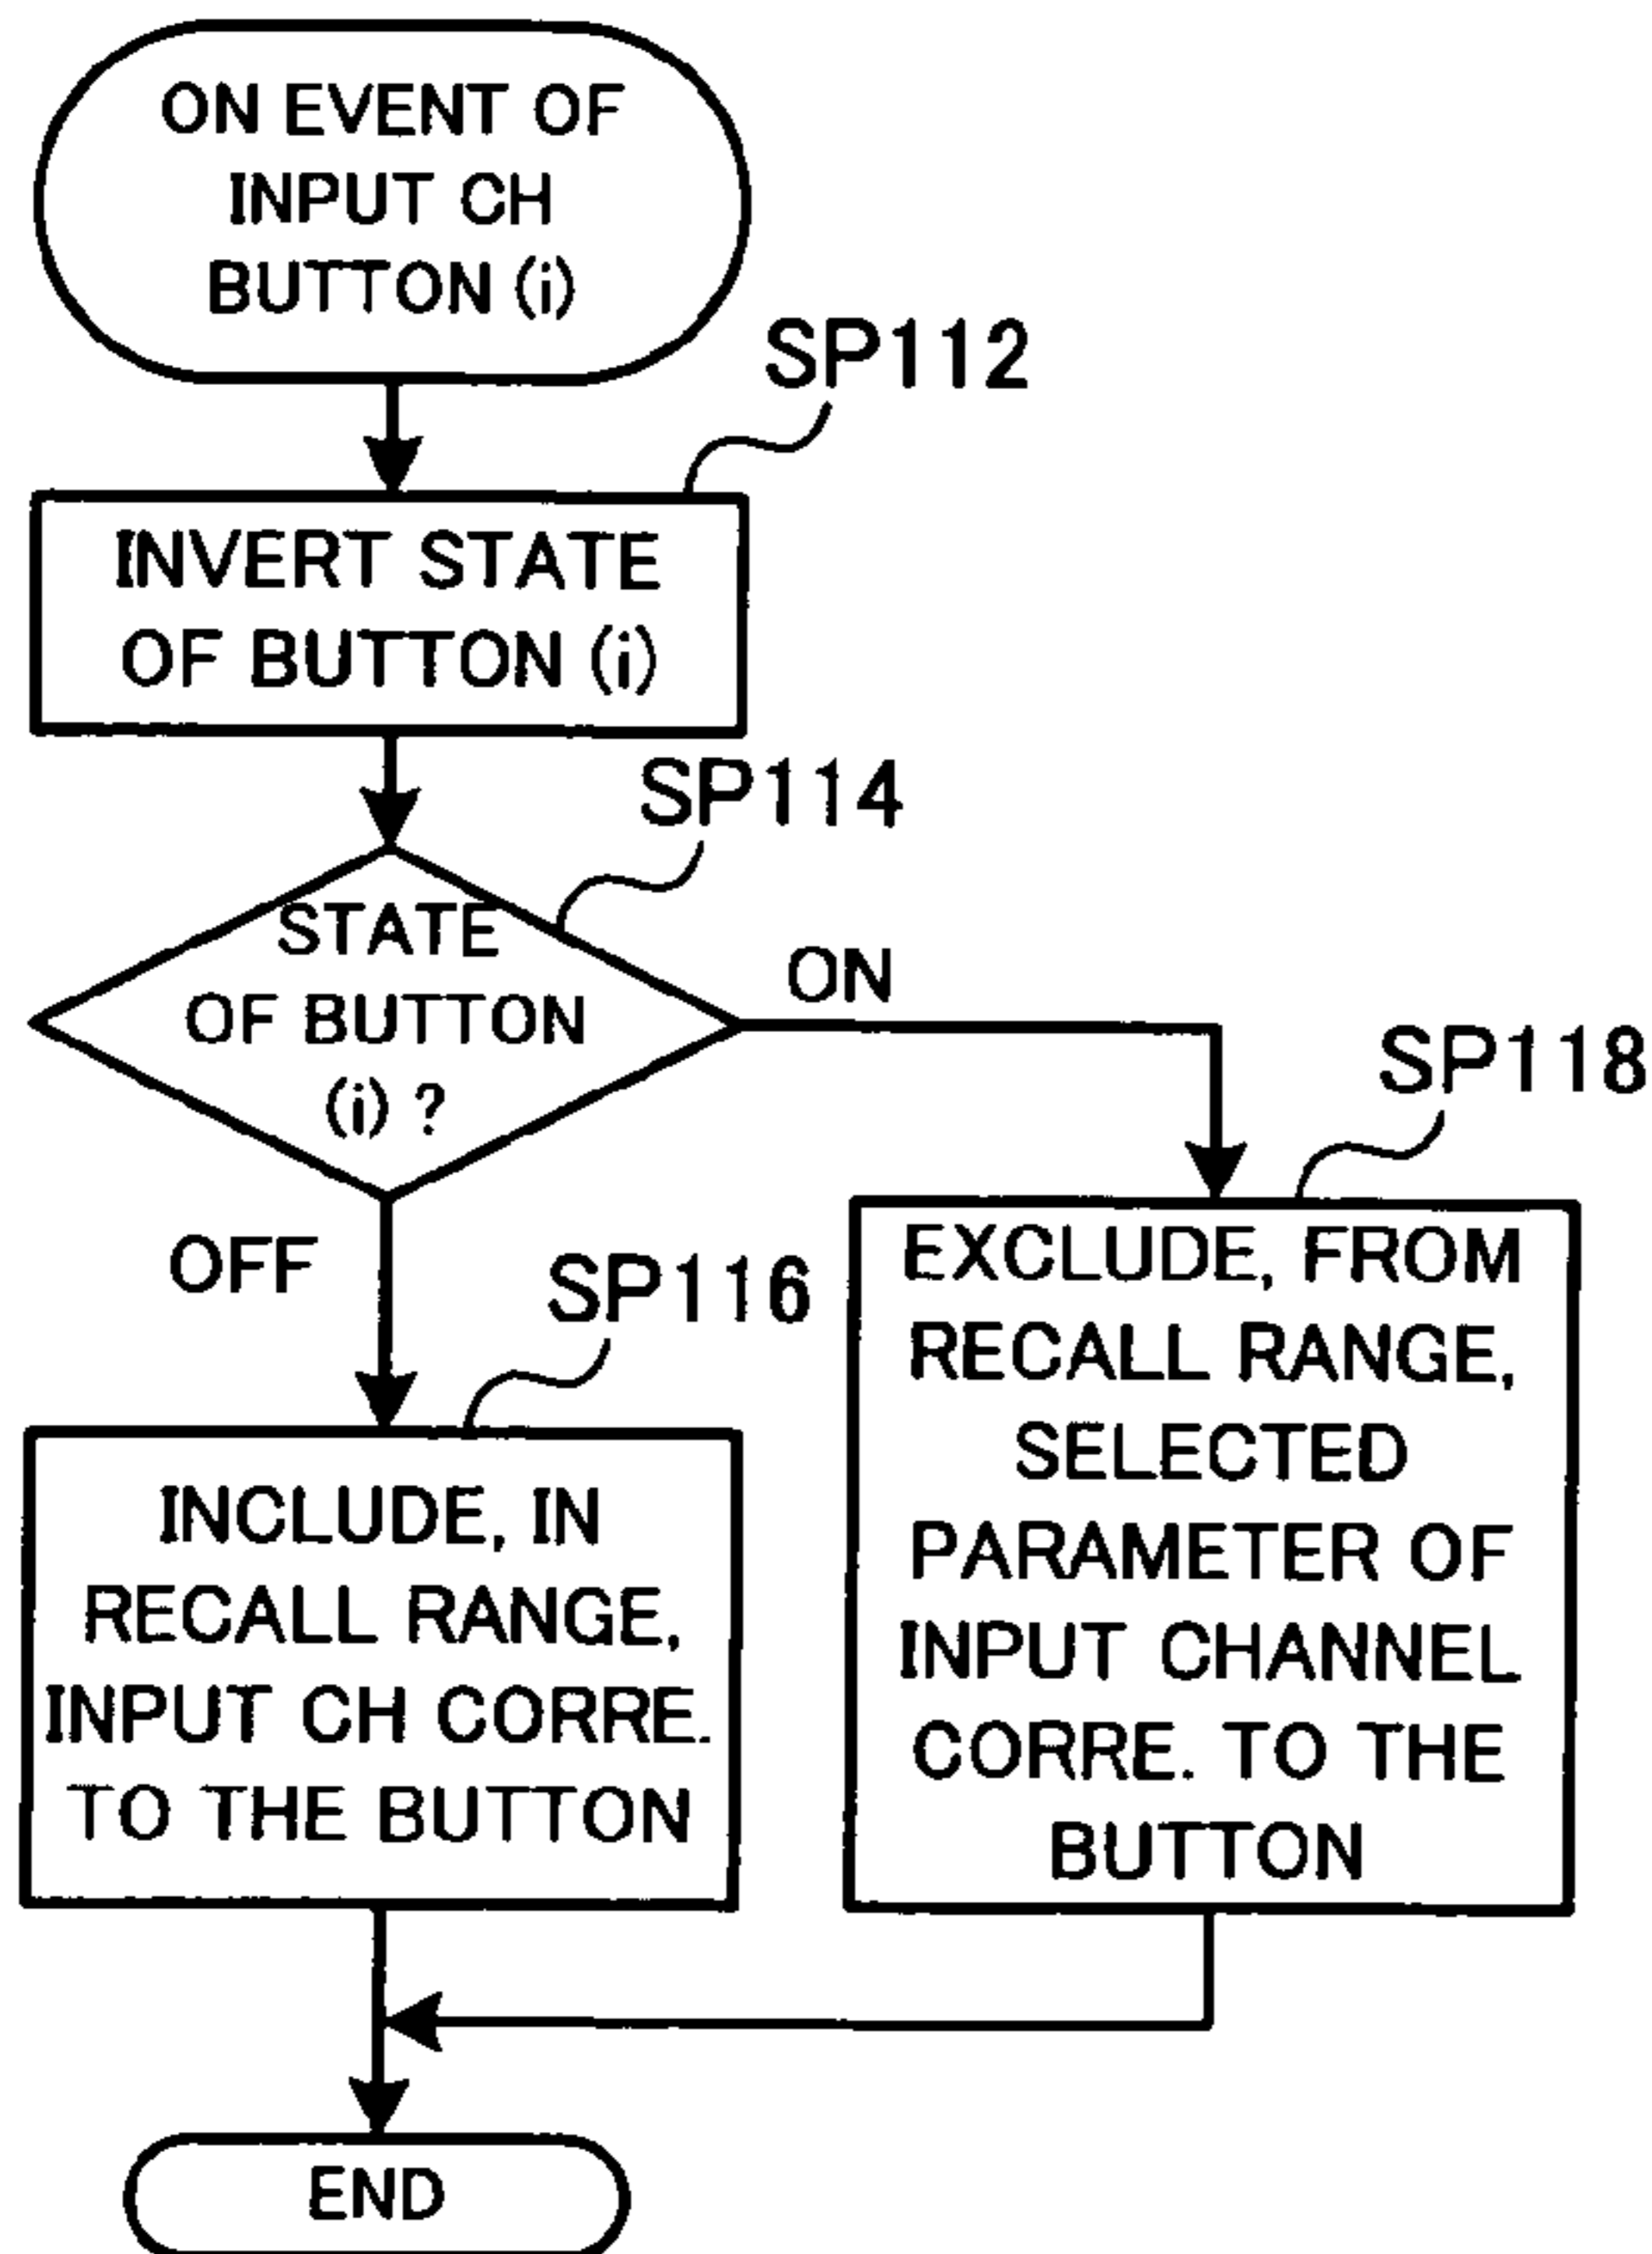 ON EVENT OF
INPUT CH
BUTTON (i)
SP112
INVERT STATE
OF BUTTON (i)
SP114
STATE
OF BUTTON
(i) ?
ON
OFF
SP116
INCLUDE, IN
RECALL RANGE,
INPUT CH CORRE.
TO THE BUTTON
SP118
EXCLUDE, FROM
RECALL RANGE,
SELECTED
PARAMETER OF
INPUT CHANNEL
CORRE. TO THE
BUTTON
END